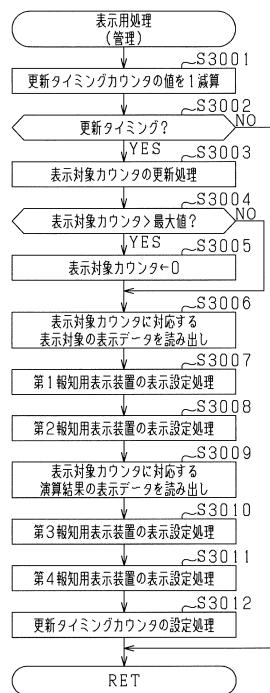 表示用処理
(管理)
S3001
更新タイミングカウンタの値を1減算
S3002
更新タイミング?
NO
YES
S3003
表示対象カウンタの更新処理
S3004
表示対象カウンタ>最大値?
NO
YES
S3005
表示対象カウンタ←0
S3006
表示対象カウンタに対応する
表示対象の表示データを読み出し
S3007
第1報知用表示装置の表示設定処理
S3008
第2報知用表示装置の表示設定処理
S3009
表示対象カウンタに対応する
演算結果の表示データを読み出し
S3010
第3報知用表示装置の表示設定処理
S3011
第4報知用表示装置の表示設定処理
S3012
更新タイミングカウンタの設定処理
RET